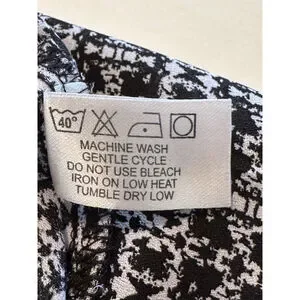 40°
MACHINE WASH
GENTLE CYCLE
DO NOT USE BLEACH
IRON ON LOW HEAT
TUMBLE DRY LOW